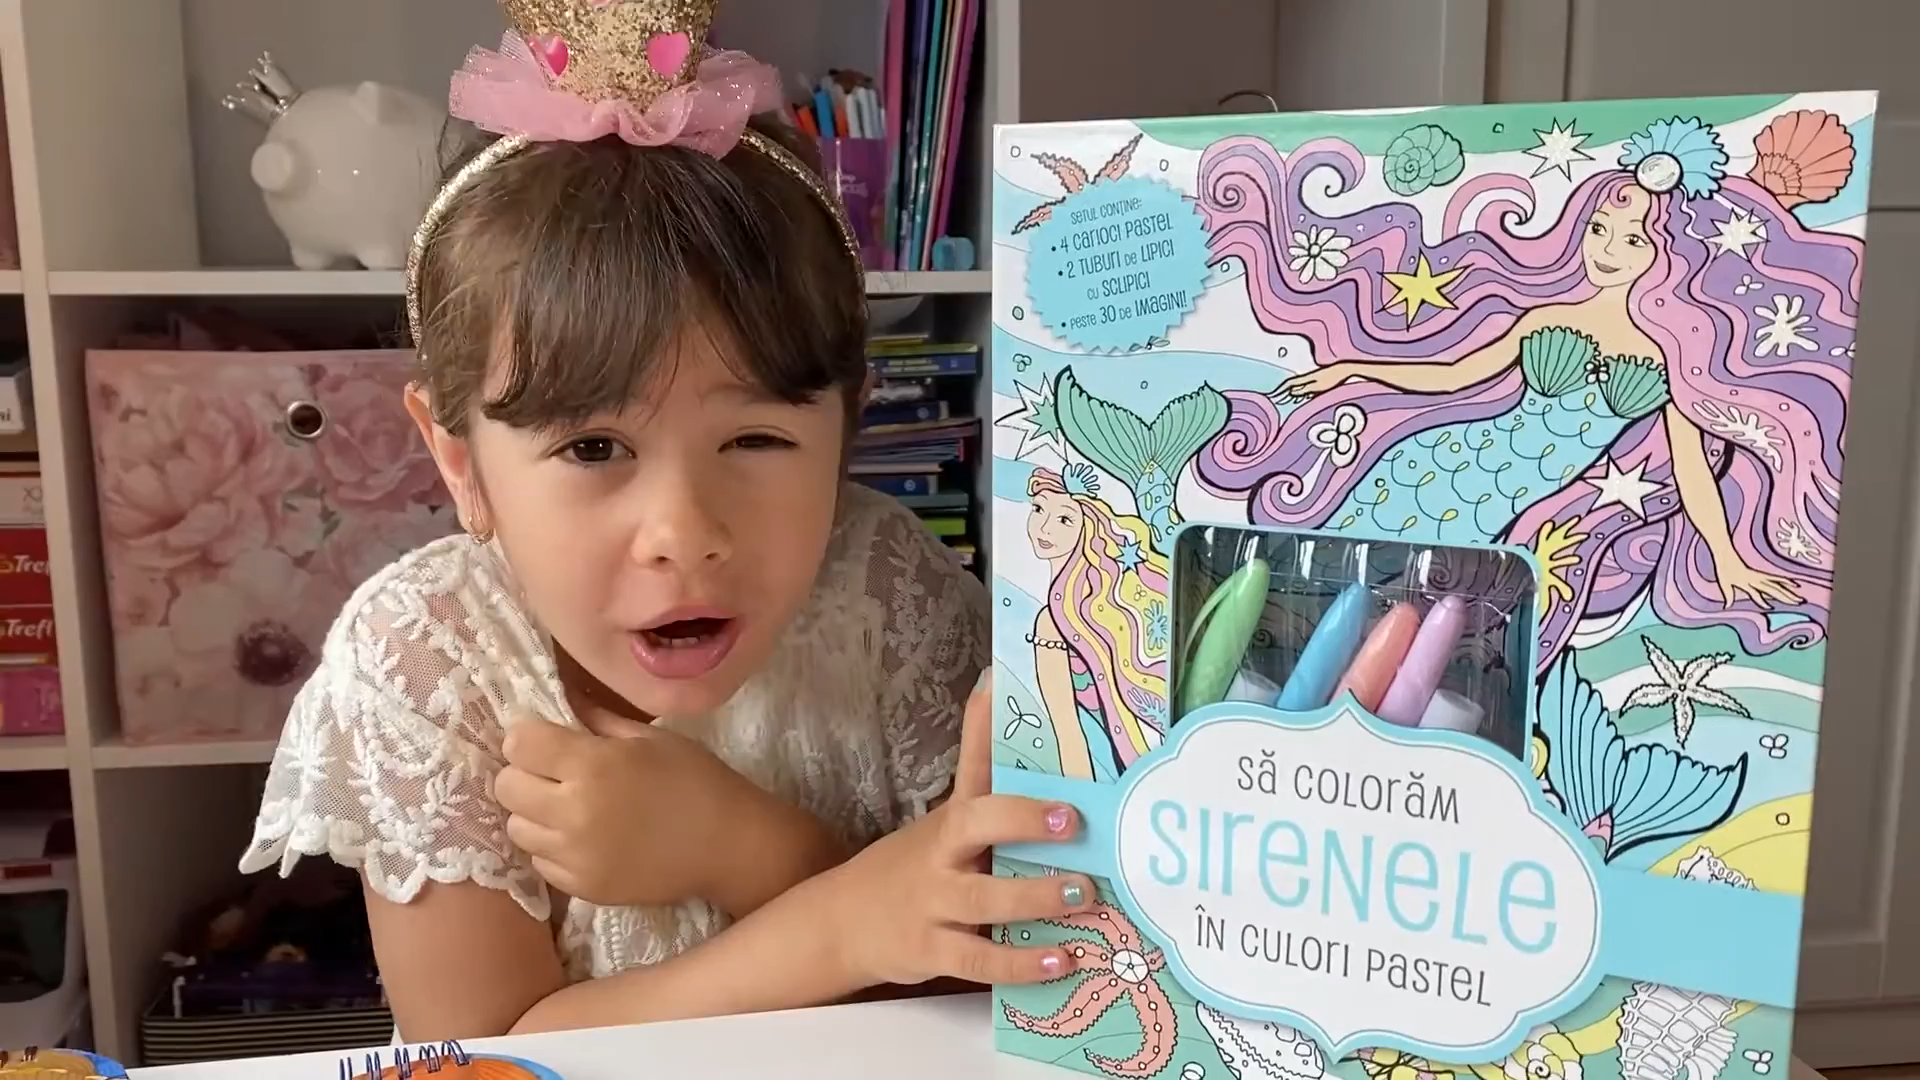 SETUL CONȚINE:
• 4 CARIOCI PASTEL
• 2 TUBURI DE LIPICI
CU SCLIPICI
• PESTE 30 DE IMAGINI!
SĂ COLORĂM
SIRENELE
ÎN CULORI PASTEL
Trefl